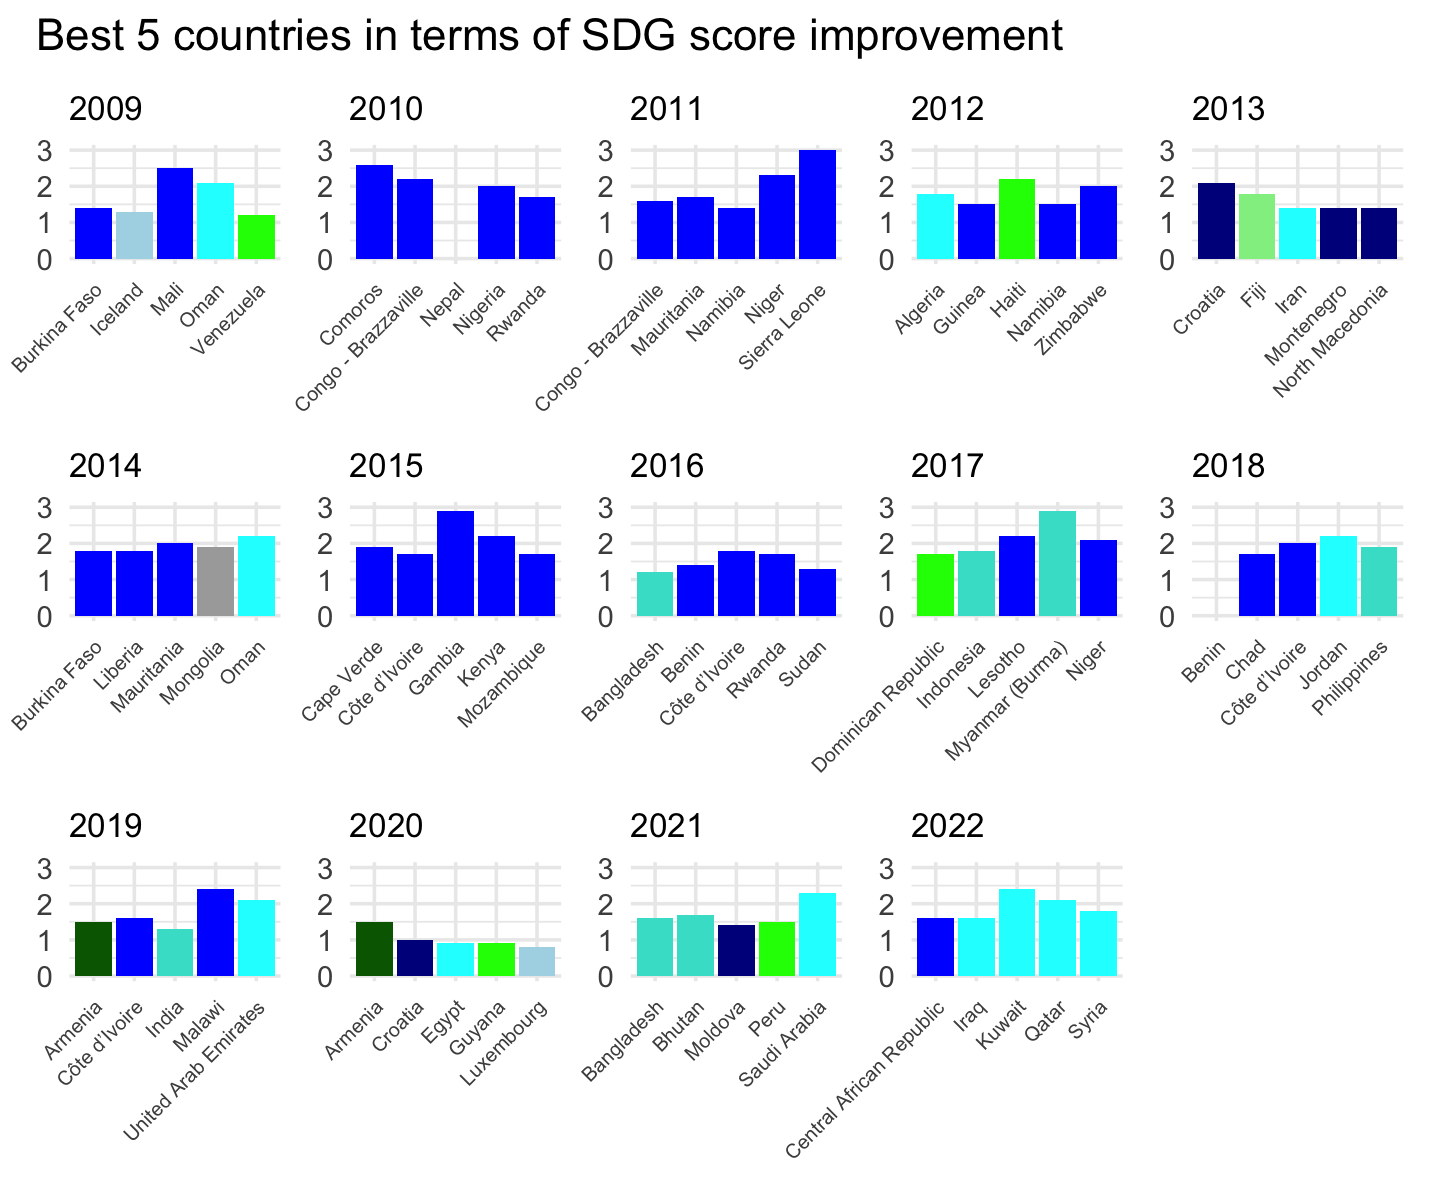 Best 5 countries in terms of SDG score improvement
2009
3
2
1
0
Burkina Faso
Iceland
Mali
Oman
Venezuela
2010
3
2
1
0
Comoros
Congo - Brazzaville
Nepal
Nigeria
Rwanda
2011
3
2
1
0
Congo - Brazzaville
Mauritania
Namibia
Niger
Sierra Leone
2012
3
2
1
0
Algeria
Guinea
Haiti
Namibia
Zimbabwe
2013
3
2
1
0
Croatia
Fiji
Iran
Montenegro
North Macedonia
2014
3
2
1
0
Burkina Faso
Liberia
Mauritania
Mongolia
Oman
2015
3
2
1
0
Cape Verde
Côte d’Ivoire
Gambia
Kenya
Mozambique
2016
3
2
1
0
Bangladesh
Benin
Côte d’Ivoire
Rwanda
Sudan
2017
3
2
1
0
Dominican Republic
Indonesia
Lesotho
Myanmar (Burma)
Niger
2018
3
2
1
0
Benin
Chad
Côte d’Ivoire
Jordan
Philippines
2019
3
2
1
0
Armenia
Côte d’Ivoire
India
Malawi
United Arab Emirates
2020
3
2
1
0
Armenia
Croatia
Egypt
Guyana
Luxembourg
2021
3
2
1
0
Bangladesh
Bhutan
Moldova
Peru
Saudi Arabia
2022
3
2
1
0
Central African Republic
Iraq
Kuwait
Qatar
Syria